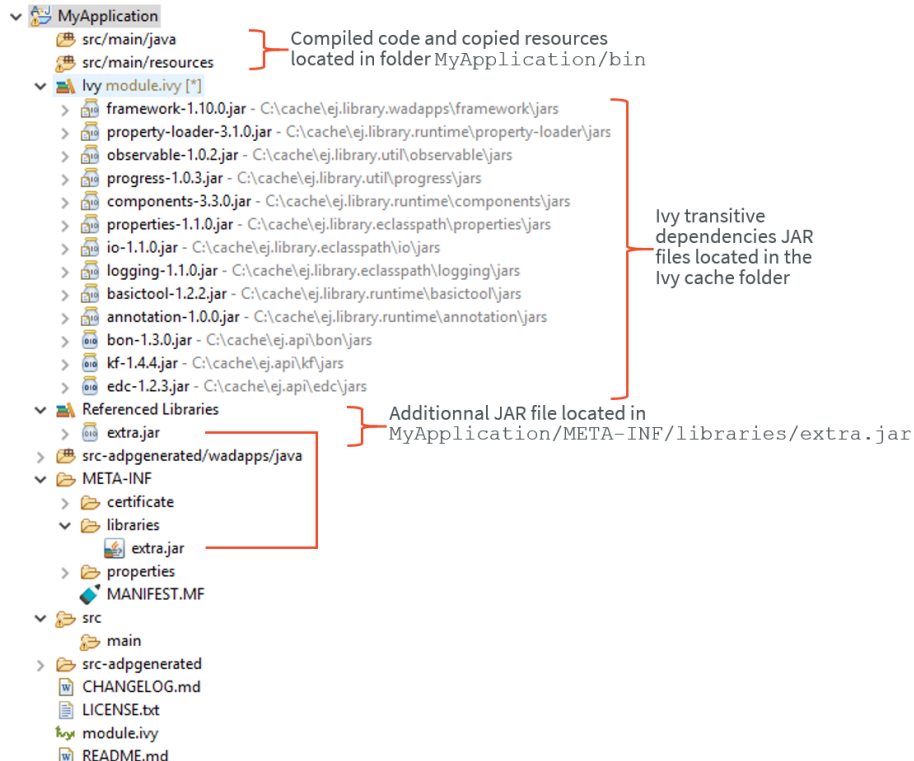 MyApplication
src/main/java
src/main/resources
Compiled code and copied resources
located in folder MyApplication/bin
Ivy module.ivy [*]
framework-1.10.0.jar - C:\cache\ej.library.wadapps\framework\jars
property-loader-3.1.0.jar - C:\cache\ej.library.runtime\property-loader\jars
observable-1.0.2.jar - C:\cache\ej.library.util\observable\jars
progress-1.0.3.jar - C:\cache\ej.library.util\progress\jars
components-3.3.0.jar - C:\cache\ej.library.runtime\components\jars
properties-1.1.0.jar - C:\cache\ej.library.eclasspath\properties\jars
io-1.1.0.jar - C:\cache\ej.library.eclasspath\io\jars
logging-1.1.0.jar - C:\cache\ej.library.eclasspath\logging\jars
basictool-1.2.2.jar - C:\cache\ej.library.runtime\basictool\jars
annotation-1.0.0.jar - C:\cache\ej.library.runtime\annotation\jars
bon-1.3.0.jar - C:\cache\ej.api\bon\jars
kf-1.4.4.jar - C:\cache\ej.api\kf\jars
edc-1.2.3.jar - C:\cache\ej.api\edc\jars
Ivy transitive
dependencies JAR
files located in the
Ivy cache folder
Referenced Libraries
extra.jar
Additionnal JAR file located in
MyApplication/META-INF/libraries/extra.jar
src-adpgenerated/wadapps/java
META-INF
certificate
libraries
extra.jar
properties
MANIFEST.MF
src
main
src-adpgenerated
CHANGELOG.md
LICENSE.txt
module.ivy
README.md